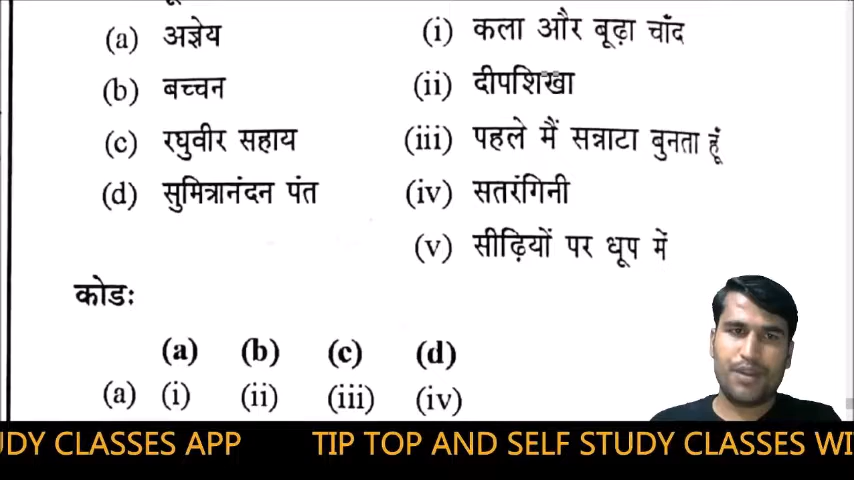 (a) अज्ञेय (i) कला और बूढ़ा चाँद
(b) बच्चन (ii) दीपशिखा
(c) रघुवीर सहाय (iii) पहले मैं सन्नाटा बुनता हूँ
(d) सुमित्रानंदन पंत (iv) सतरंगिनी
(v) सीढ़ियों पर धूप में
कोडः
(a) (b) (c) (d)
(a) (i) (ii) (iii) (iv)
UDY CLASSES APP TIP TOP AND SELF STUDY CLASSES WI